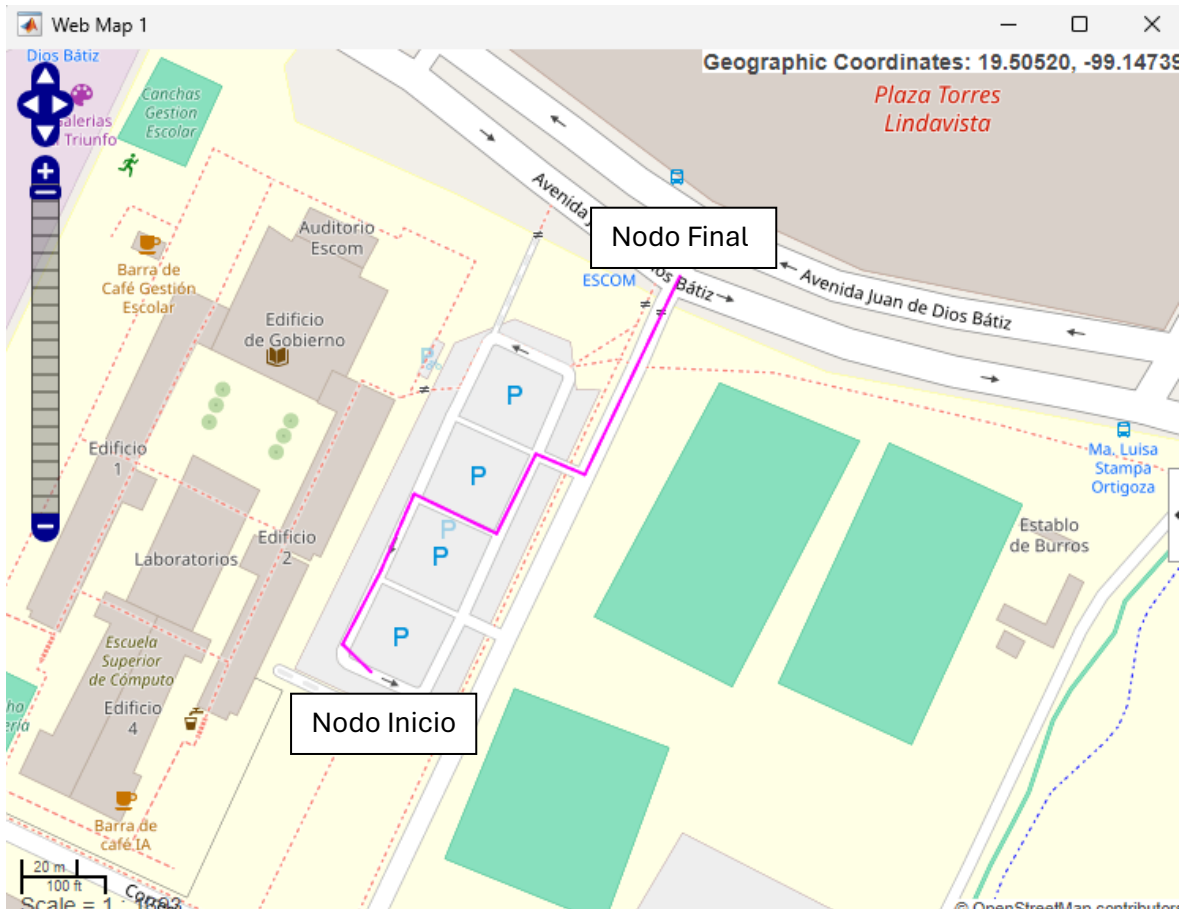 Web Map 1
Dios Bátiz
Geographic Coordinates: 19.50520, -99.14739
Canchas
Gestion
Escolar
Plaza Torres
Lindavista
Triunfo
Avenida
Nodo Final
Auditorio
Escom
Barra de
Café Gestión
Escolar
ESCOM
Bátiz
Avenida Juan de Dios Bátiz
Edificio
de Gobierno
P
P
Edificio
1
Ma. Luisa
Stampa
Ortigoza
P
P
Edificio
2
Laboratorios
Establo
de Burros
P
Escuela
Superior
de Cómputo
Edificio
4
Nodo Inicio
Barra de
café IA
20 m
100 ft
Scale = 1 :
© OpenStreetMap contributors